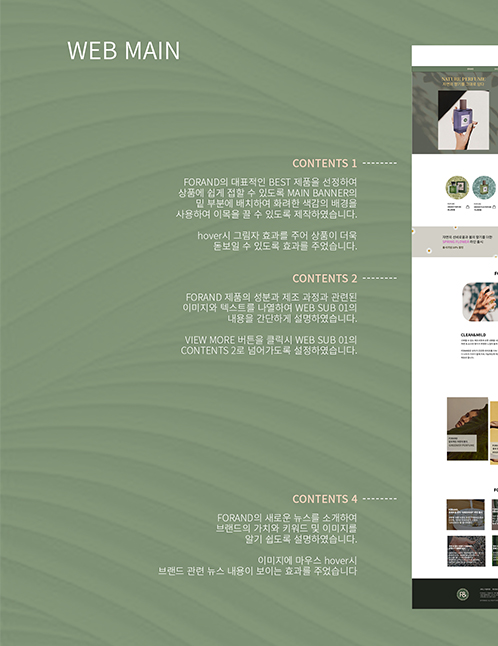 WEB MAIN
CONTENTS 1
FORAND의 대표적인 BEST 제품을 선정하여
상품에 쉽게 접할 수 있도록 MAIN BANNER의
밑 부분에 배치하여 화려한 색감의 배경을
사용하여 이목을 끌 수 있도록 제작하였습니다.
hover시 그림자 효과를 주어 상품이 더욱
돋보일 수 있도록 효과를 주었습니다.
CONTENTS 2
FORAND 제품의 성분과 제조 과정과 관련된
이미지와 텍스트를 나열하여 WEB SUB 01의
내용을 간단하게 설명하였습니다.
VIEW MORE 버튼을 클릭시 WEB SUB 01의
CONTENTS 2로 넘어가도록 설정하였습니다.
CONTENTS 4
FORAND의 새로운 뉴스를 소개하여
브랜드의 가치와 키워드 및 이미지를
알기 쉽도록 설명하였습니다.
이미지에 마우스 hover시
브랜드 관련 뉴스 내용이 보이는 효과를 주었습니다
NATURE PERFUME
CLEAN&MILD